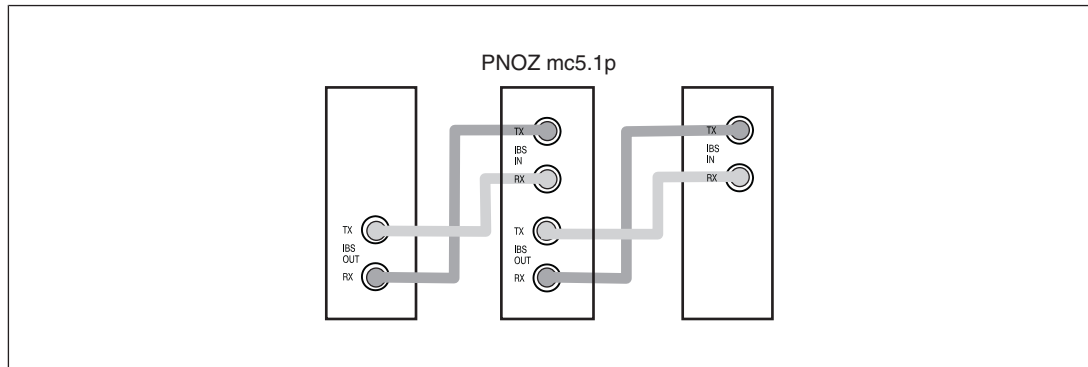 PNOZ mc5.1p
TX
IBS
OUT
RX
TX
IBS
IN
RX
TX
IBS
OUT
RX
TX
IBS
IN
RX